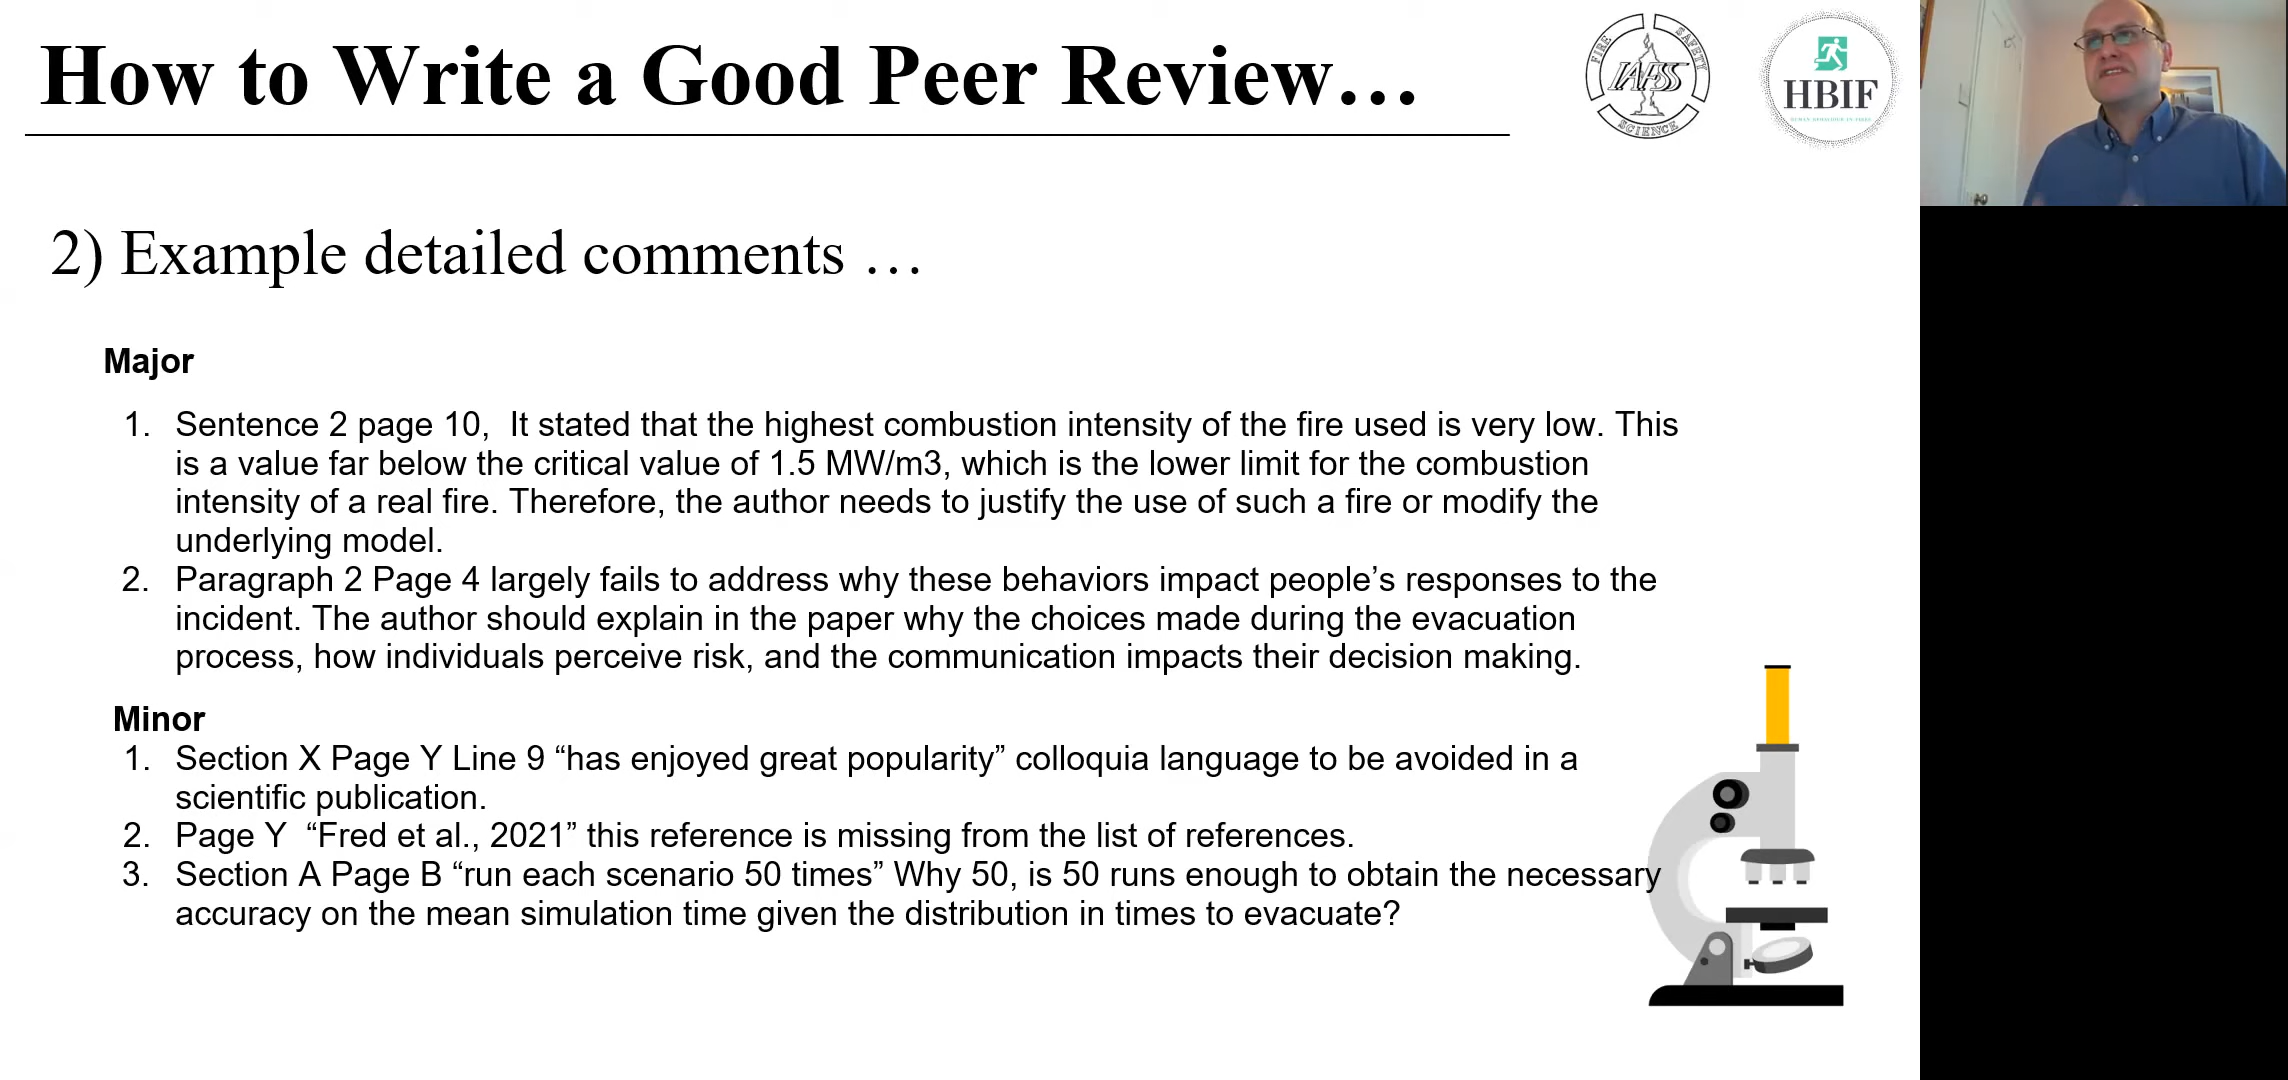 How to Write a Good Peer Review…
FIRE SAFETY SCIENCE
IAFSS
HBIF
2) Example detailed comments …
Major
1. Sentence 2 page 10,  It stated that the highest combustion intensity of the fire used is very low. This
is a value far below the critical value of 1.5 MW/m3, which is the lower limit for the combustion
intensity of a real fire. Therefore, the author needs to justify the use of such a fire or modify the
underlying model.
2. Paragraph 2 Page 4 largely fails to address why these behaviors impact people’s responses to the
incident. The author should explain in the paper why the choices made during the evacuation
process, how individuals perceive risk, and the communication impacts their decision making.
Minor
1. Section X Page Y Line 9 “has enjoyed great popularity” colloquia language to be avoided in a
scientific publication.
2. Page Y  “Fred et al., 2021” this reference is missing from the list of references.
3. Section A Page B “run each scenario 50 times” Why 50, is 50 runs enough to obtain the necessary
accuracy on the mean simulation time given the distribution in times to evacuate?